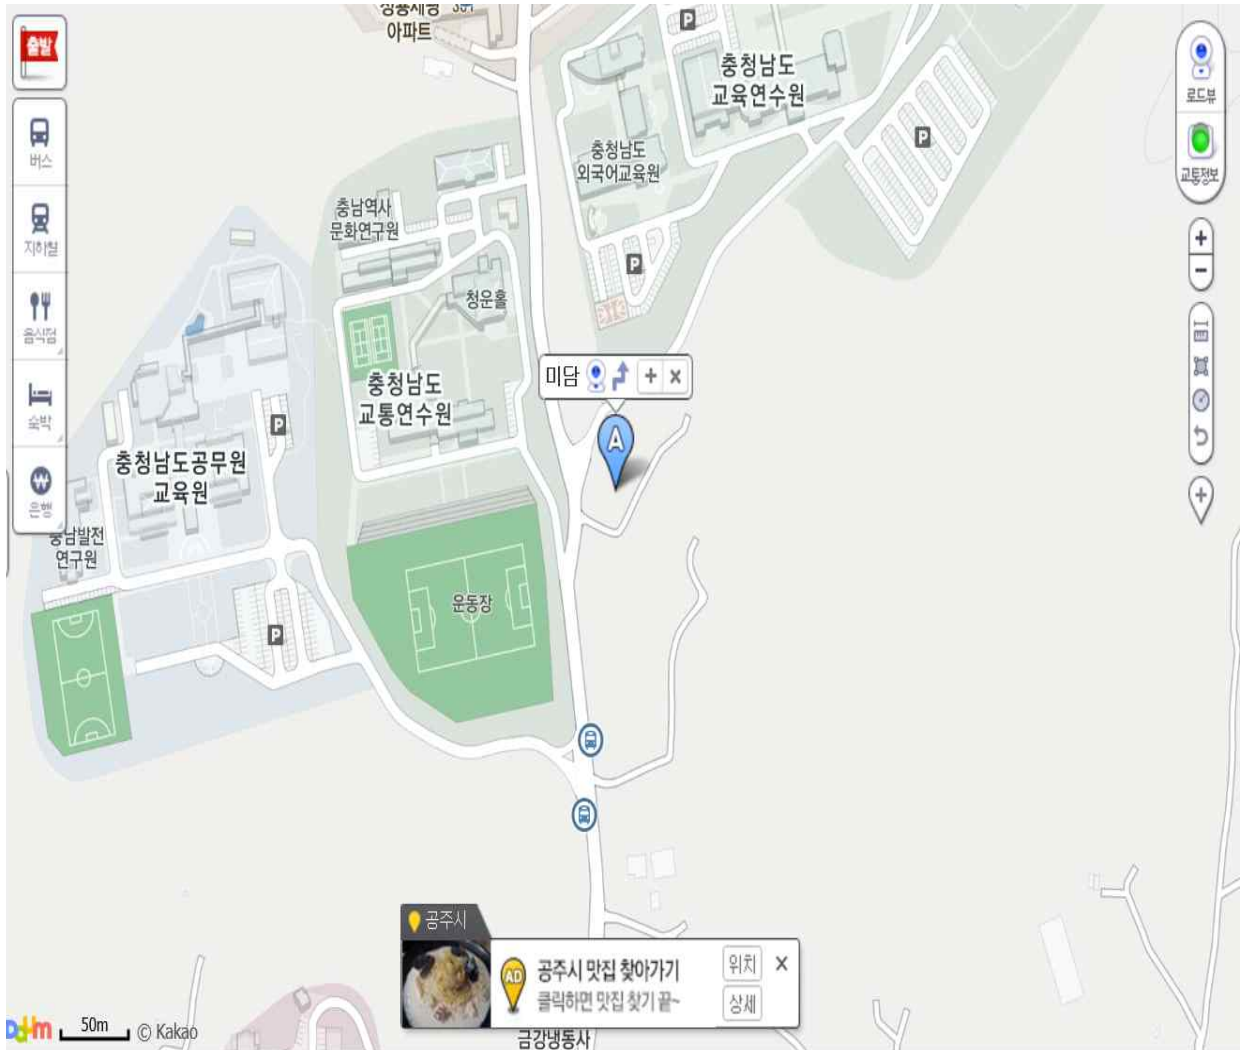 출발
버스
지하철
음식점
숙박
은행
아파트
P
충청남도
교육연수원
충청남도
외국어교육원
P
P
충남역사
문화연구원
청운홀
충청남도
교통연수원
미담
A
P
충청남도공무원
교육원
충남발전
연구원
운동장
P
로드뷰
교통정보
공주시
AD
공주시 맛집 찾아가기
클릭하면 맛집 찾기 끝~
위치
상세
금강냉동사
50m
© Kakao